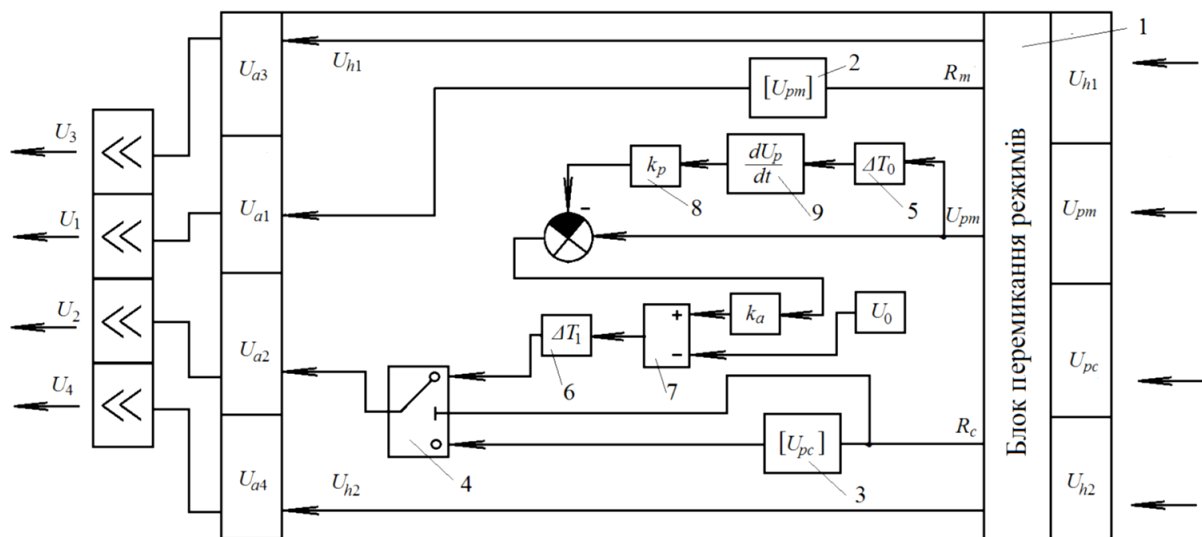 U3
U1
U2
U4
Ua3
Ua1
Ua2
Ua4
Uh1
[Upm]
2
Rm
kp
8
dUp
dt
9
ΔT0
5
Upm
-
ka
U0
+
−
7
ΔT1
6
4
[Upc]
3
Rc
Uh2
Блок перемикання режимів
1
Uh1
Upm
Upc
Uh2